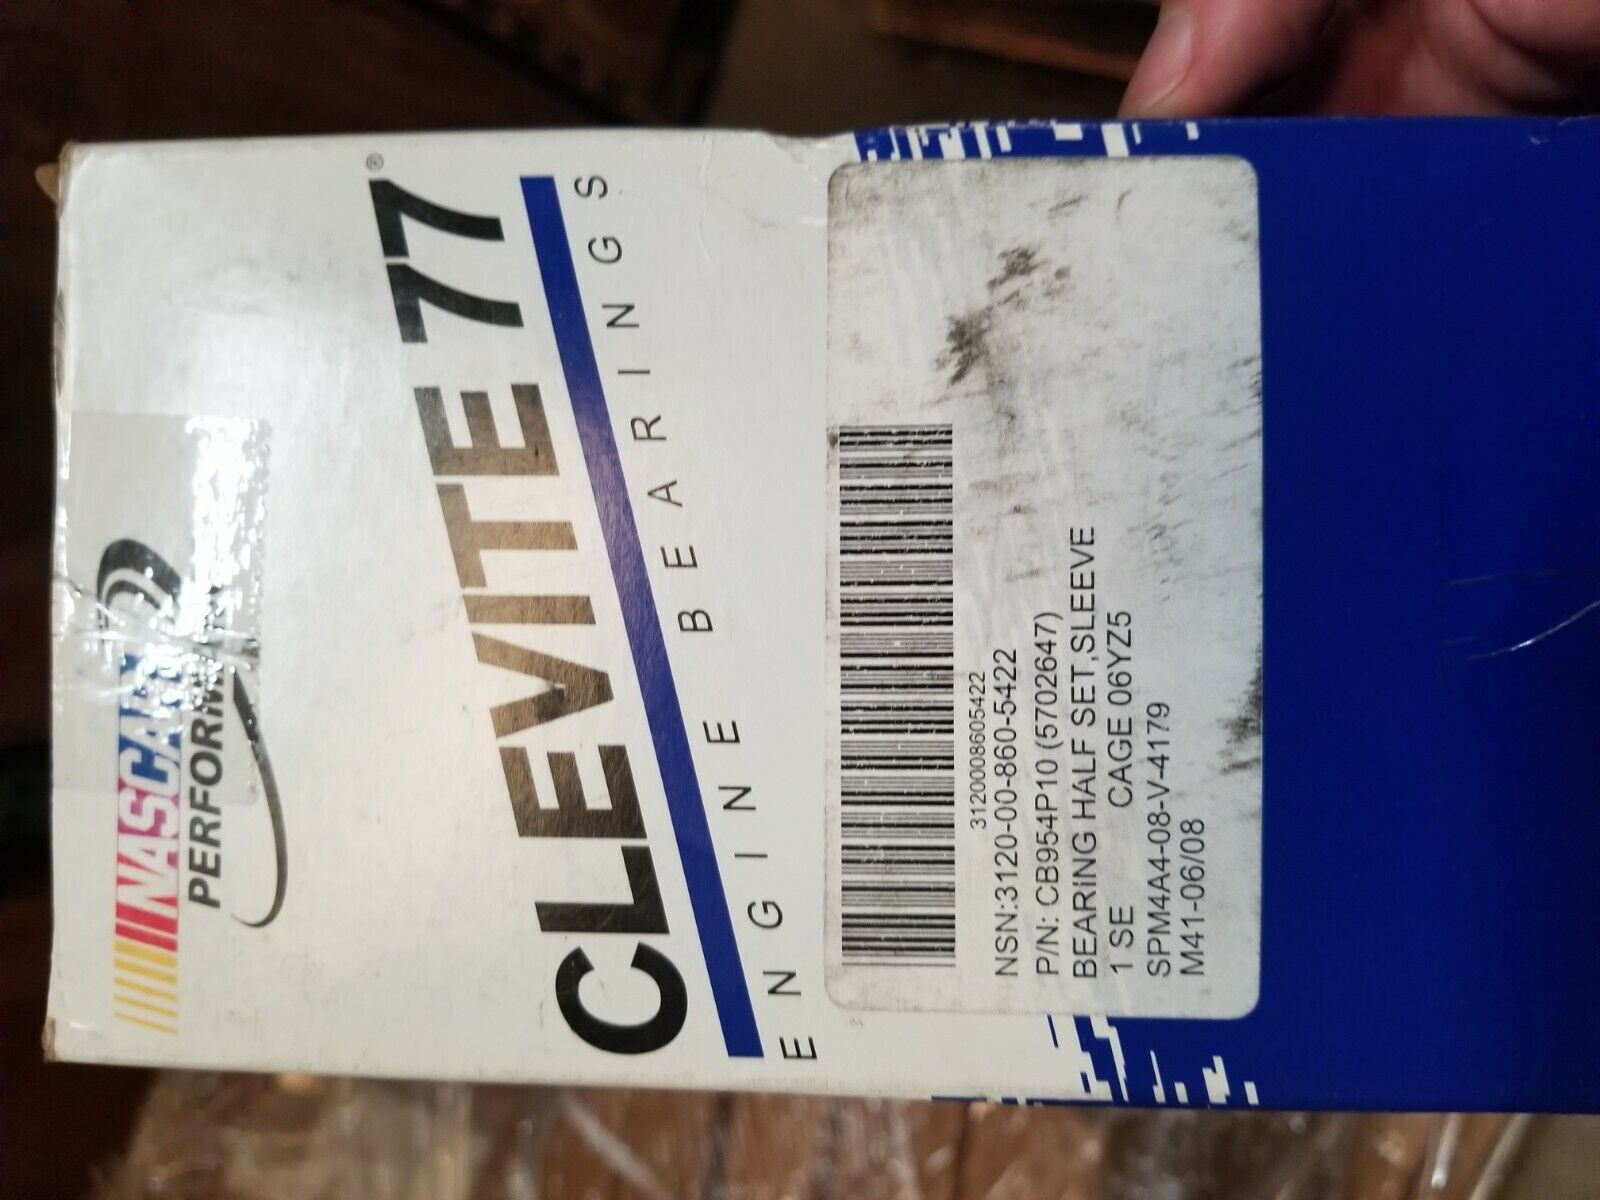 NASCAR
PERFORM
CLEVITE 77®
ENGINE BEARINGS
3120008605422
NSN:3120-00-860-5422
P/N: CB954P10 (5702647)
BEARING HALF SET,SLEEVE
1 SE CAGE 06YZ5
SPM4A4-08-V-4179
M41-06/08